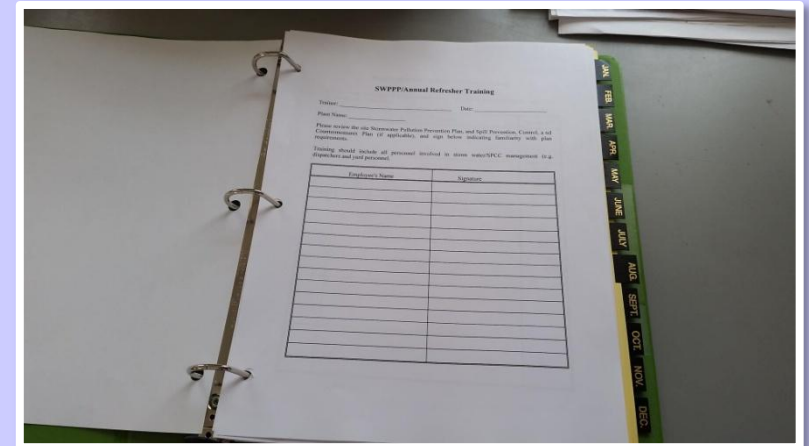 SWPPP/Annual Refresher Training
Trainer: Date:
Plant Name:
Please review the site Stormwater Pollution Prevention Plan, and Spill Prevention, Control, a nd
Countermeasure Plan (if applicable), and sign below indicating familiarity with plan
requirements.
Training should include all personnel involved in storm water/SPCC management (e.g.
dispatchers and yard personnel.
Employee's Name Signature
JAN.
FEB.
MAR.
APR.
MAY
JUNE
JULY
AUG.
SEPT.
OCT.
NOV.
DEC.